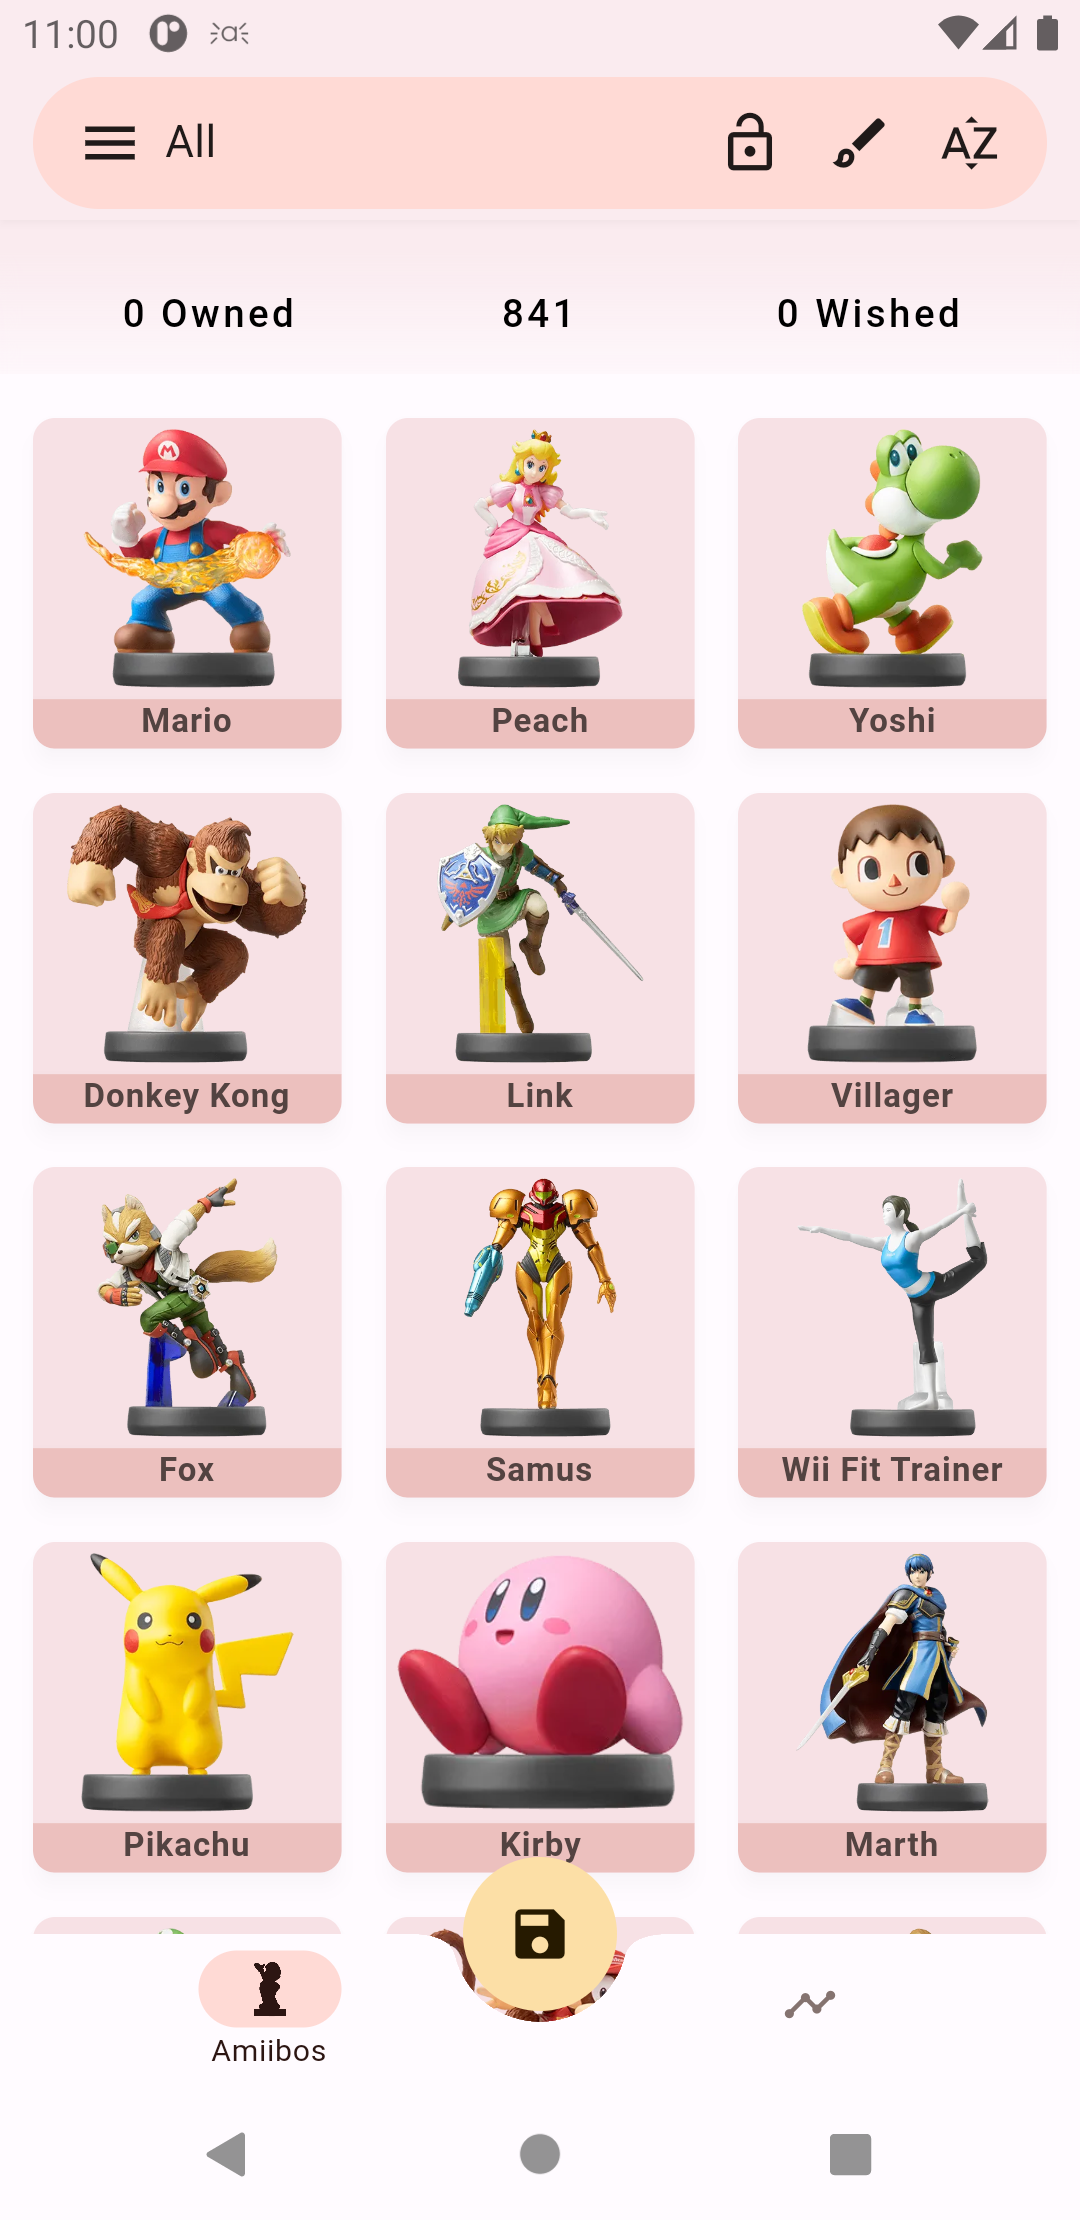 11:00
All
AZ
0 Owned 841 0 Wished
Mario Peach Yoshi
Donkey Kong Link Villager
Fox Samus Wii Fit Trainer
Pikachu Kirby Marth
Amiibos